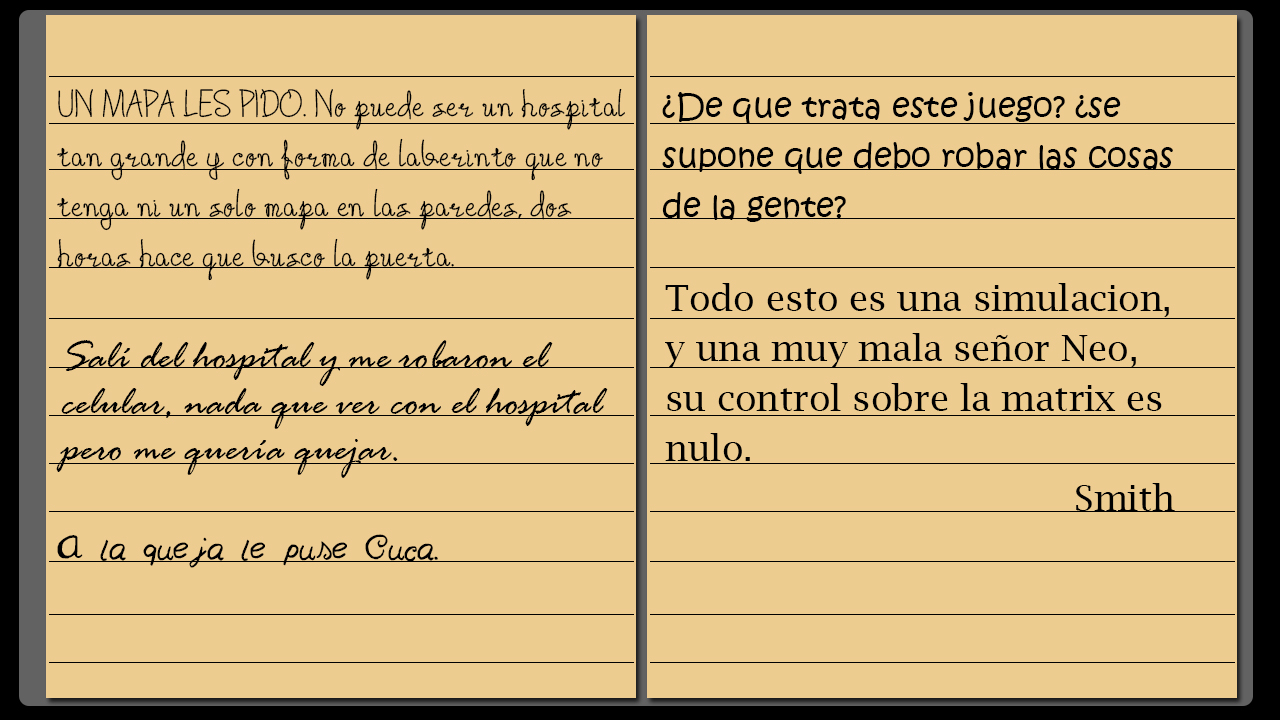 UN MAPA LES PIDO. No puede ser un hospital
tan grande y con forma de laberinto que no
tenga ni un solo mapa en las paredes, dos
horas hace que busco la puerta.
Salí del hospital y me robaron el
celular, nada que ver con el hospital
pero me quería quejar.
A la queja le puse Cuca.
¿De que trata este juego? ¿se
supone que debo robar las cosas
de la gente?
Todo esto es una simulacion,
y una muy mala señor Neo,
su control sobre la matrix es
nulo.
Smith